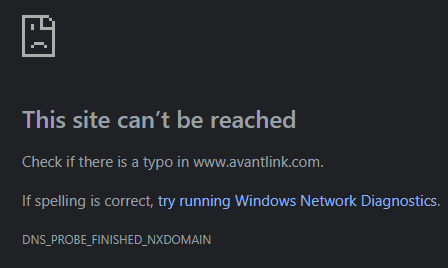 This site can’t be reached
Check if there is a typo in www.avantlink.com.
If spelling is correct, try running Windows Network Diagnostics.
DNS_PROBE_FINISHED_NXDOMAIN